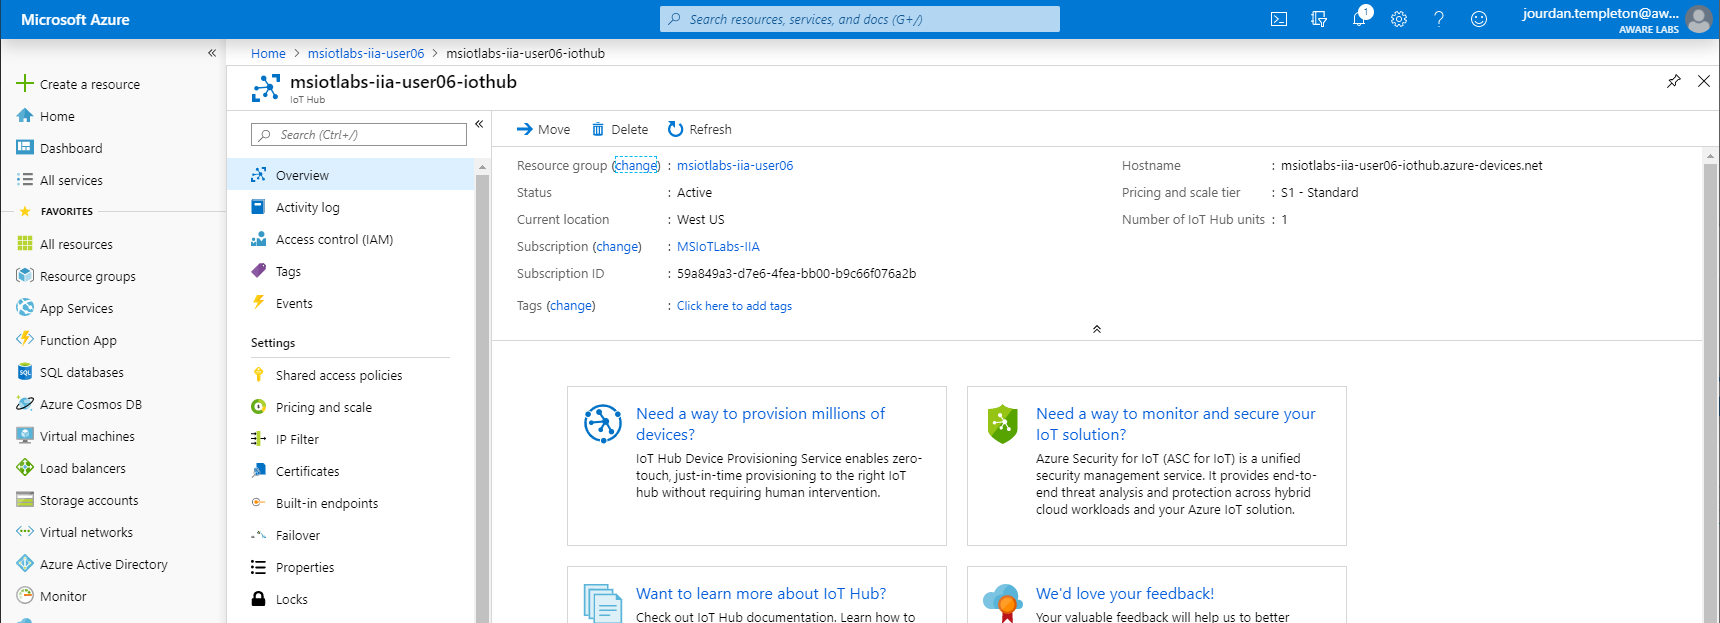 Microsoft Azure
Search resources, services, and docs (G+/)
1
jourdan.templeton@aw...
AWARE LABS
Create a resource
Home
Dashboard
All services
FAVORITES
All resources
Resource groups
App Services
Function App
SQL databases
Azure Cosmos DB
Virtual machines
Load balancers
Storage accounts
Virtual networks
Azure Active Directory
Monitor
Home > msiotlabs-iia-user06 > msiotlabs-iia-user06-iothub
msiotlabs-iia-user06-iothub
IoT Hub
Search (Ctrl+/)
Overview
Activity log
Access control (IAM)
Tags
Events
Settings
Shared access policies
Pricing and scale
IP Filter
Certificates
Built-in endpoints
Failover
Properties
Locks
Move Delete Refresh
Resource group (change) : msiotlabs-iia-user06
Status : Active
Current location : West US
Subscription (change) : MSIoTLabs-IIA
Subscription ID : 59a849a3-d7e6-4fea-bb00-b9c66f076a2b
Tags (change) : Click here to add tags
Hostname : msiotlabs-iia-user06-iothub.azure-devices.net
Pricing and scale tier : S1 - Standard
Number of IoT Hub units : 1
Need a way to provision millions of
devices?
IoT Hub Device Provisioning Service enables zero-
touch, just-in-time provisioning to the right IoT
hub without requiring human intervention.
Need a way to monitor and secure your
IoT solution?
Azure Security for IoT (ASC for IoT) is a unified
security management service. It provides end-to-
end threat analysis and protection across hybrid
cloud workloads and your Azure IoT solution.
Want to learn more about IoT Hub?
Check out IoT Hub documentation. Learn how to
We'd love your feedback!
Your valuable feedback will help us to better